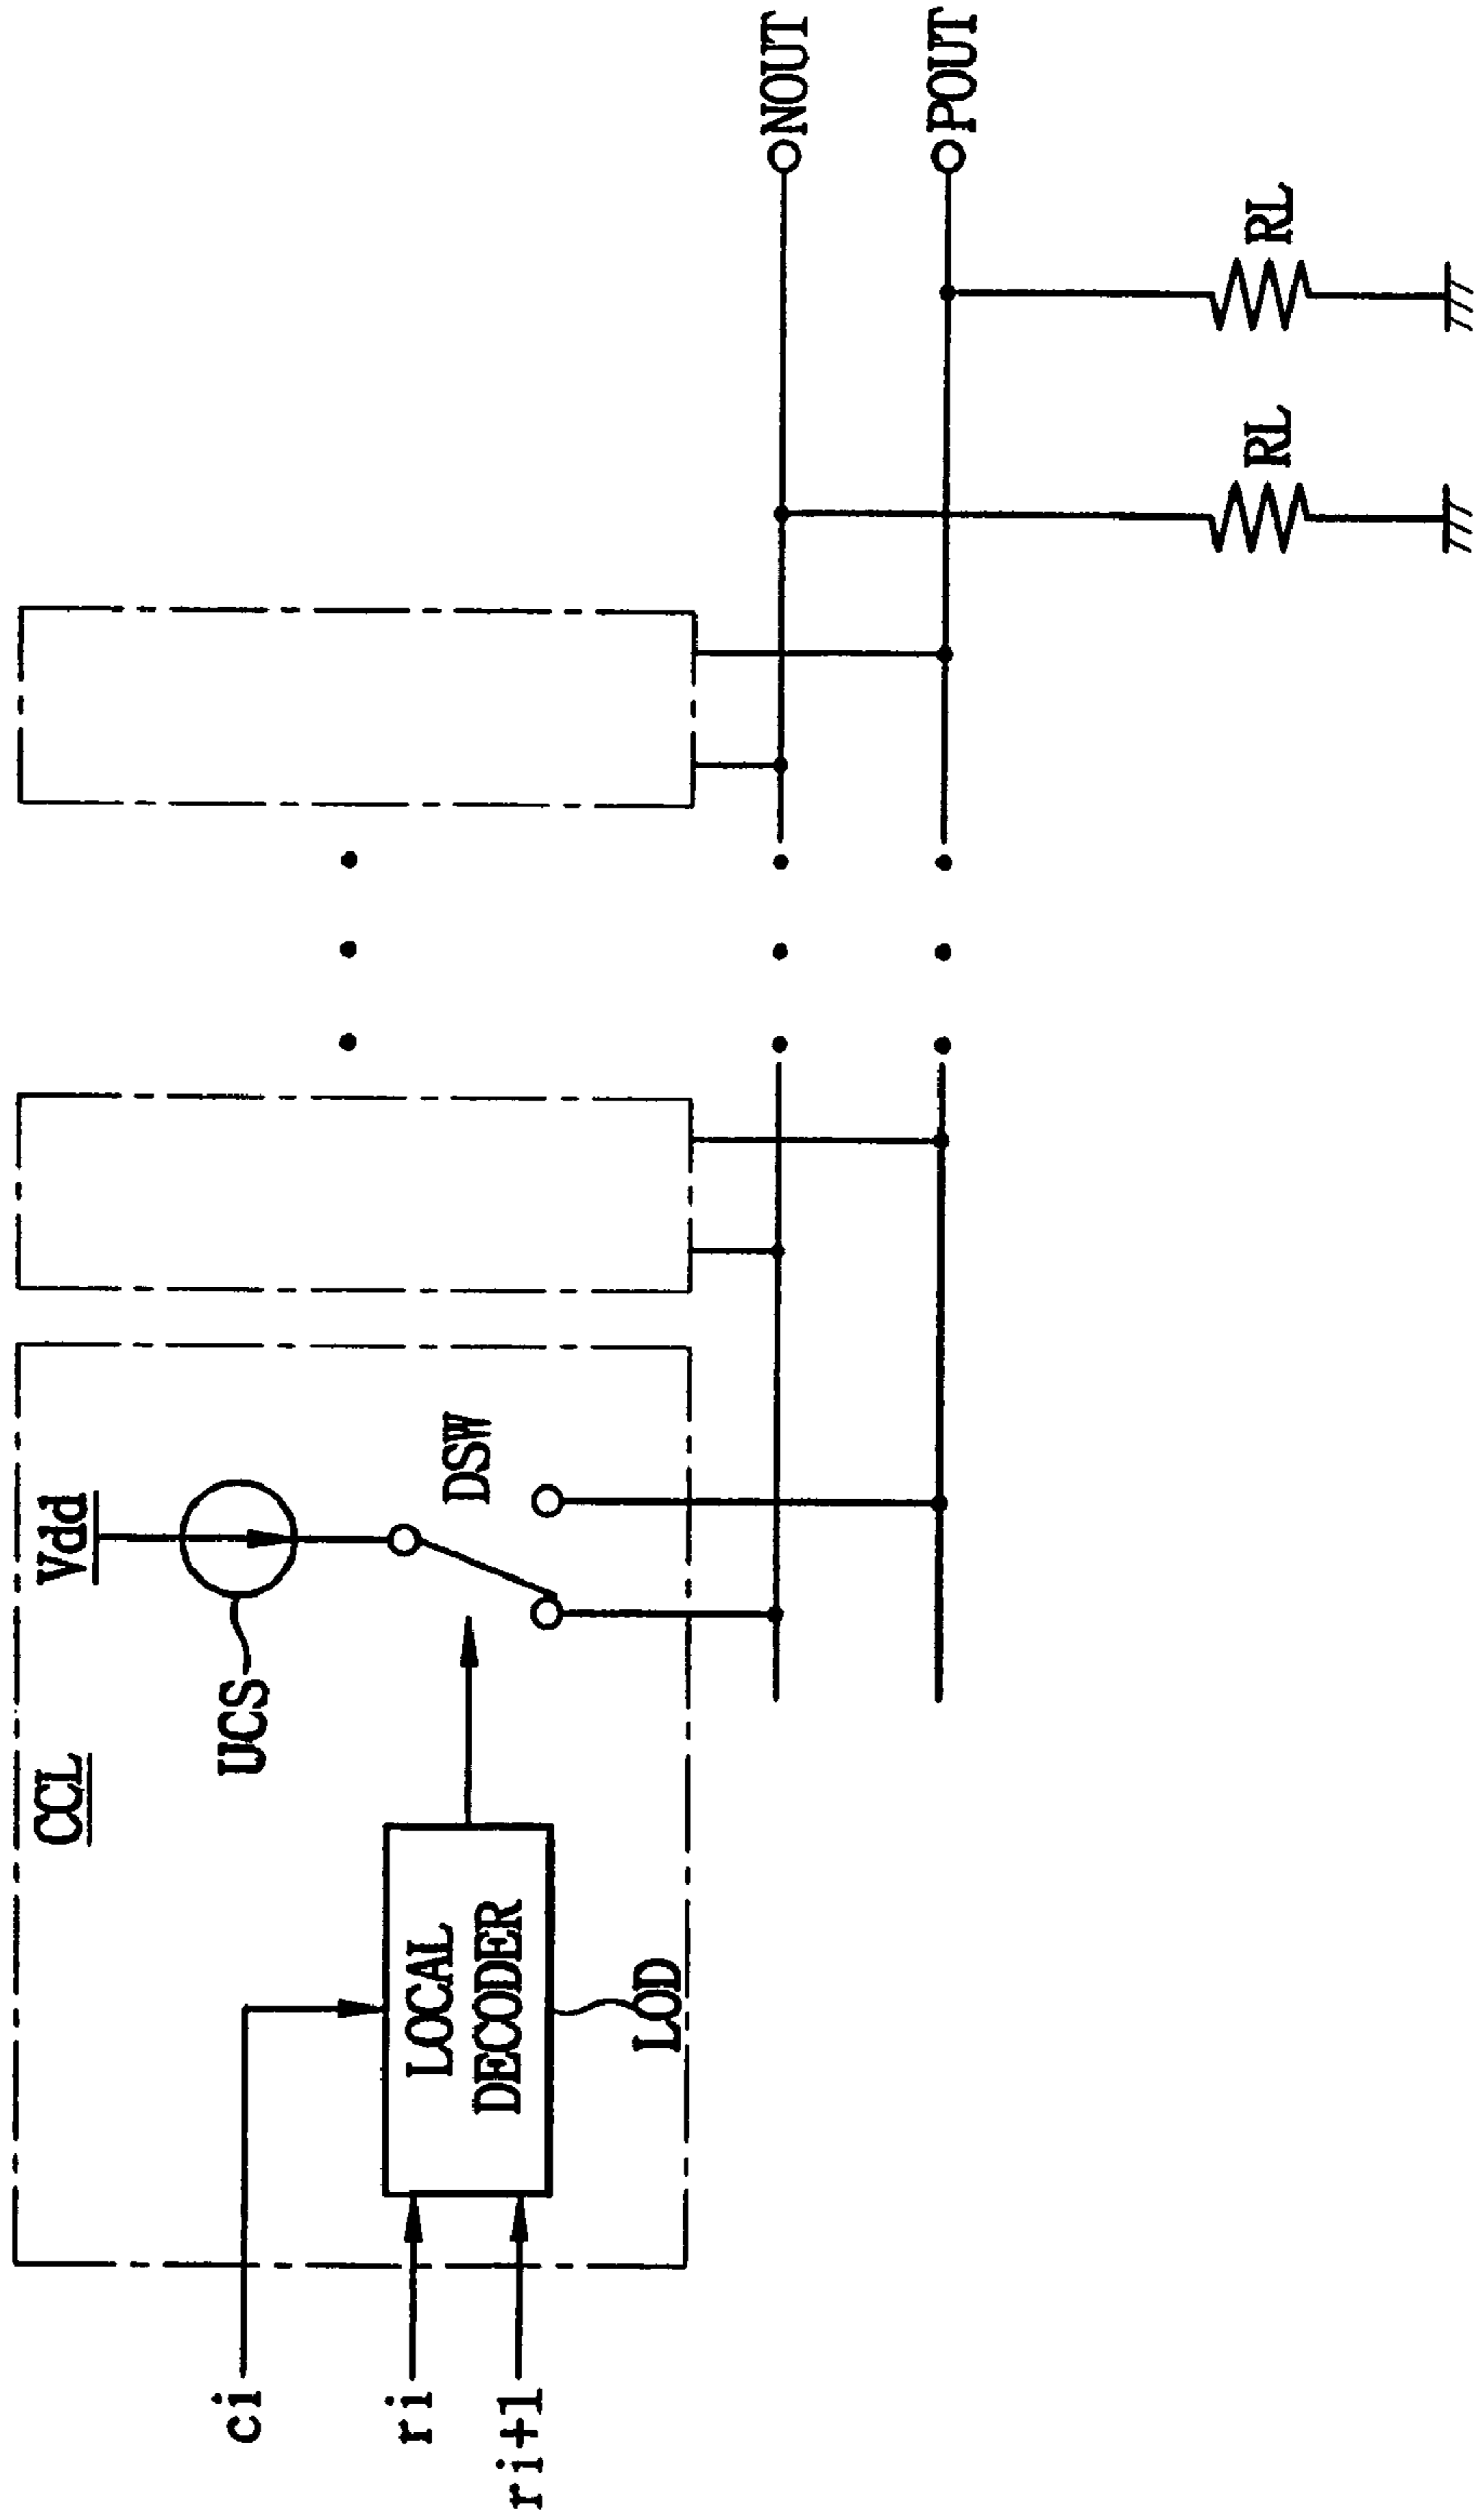 CCL
Vdd
UCS
DSW
ci
ri
ri+1
LOCAL
DECODER
LOD
NOUT
POUT
RL
RL